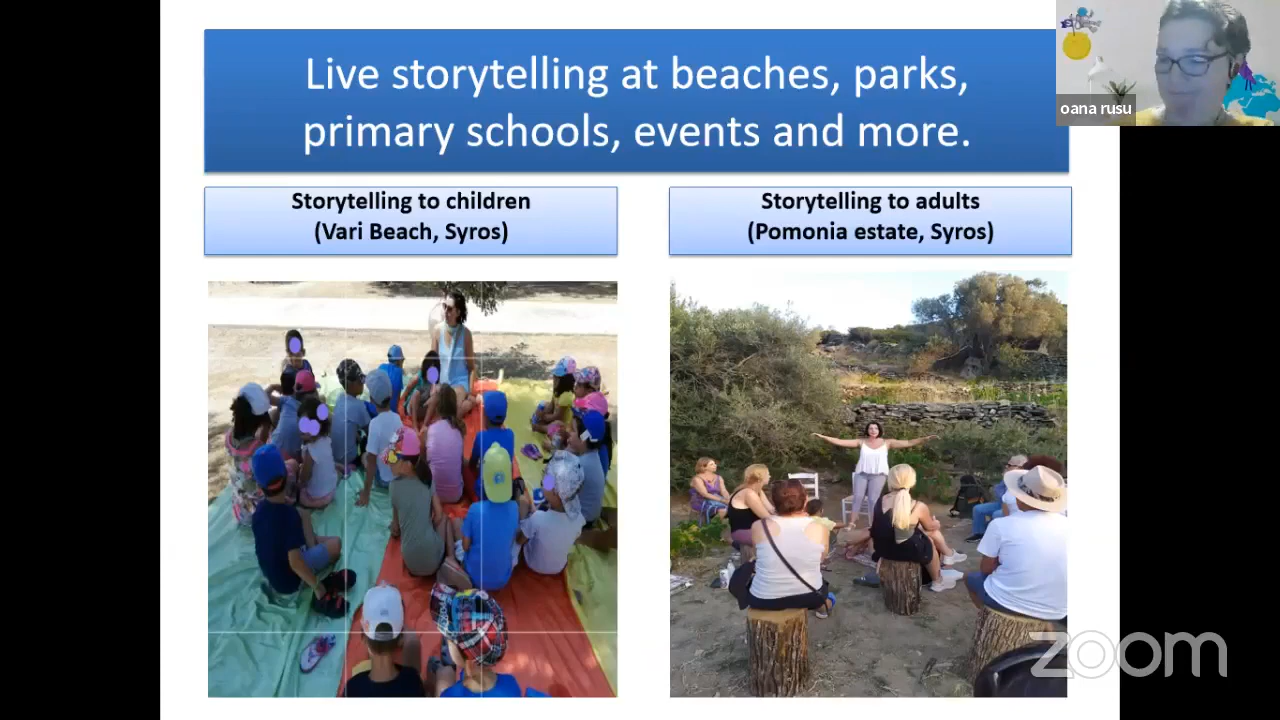 Live storytelling at beaches, parks,
primary schools, events and more.
oana rusu
Storytelling to children
(Vari Beach, Syros)
Storytelling to adults
(Pomonia estate, Syros)
zoom